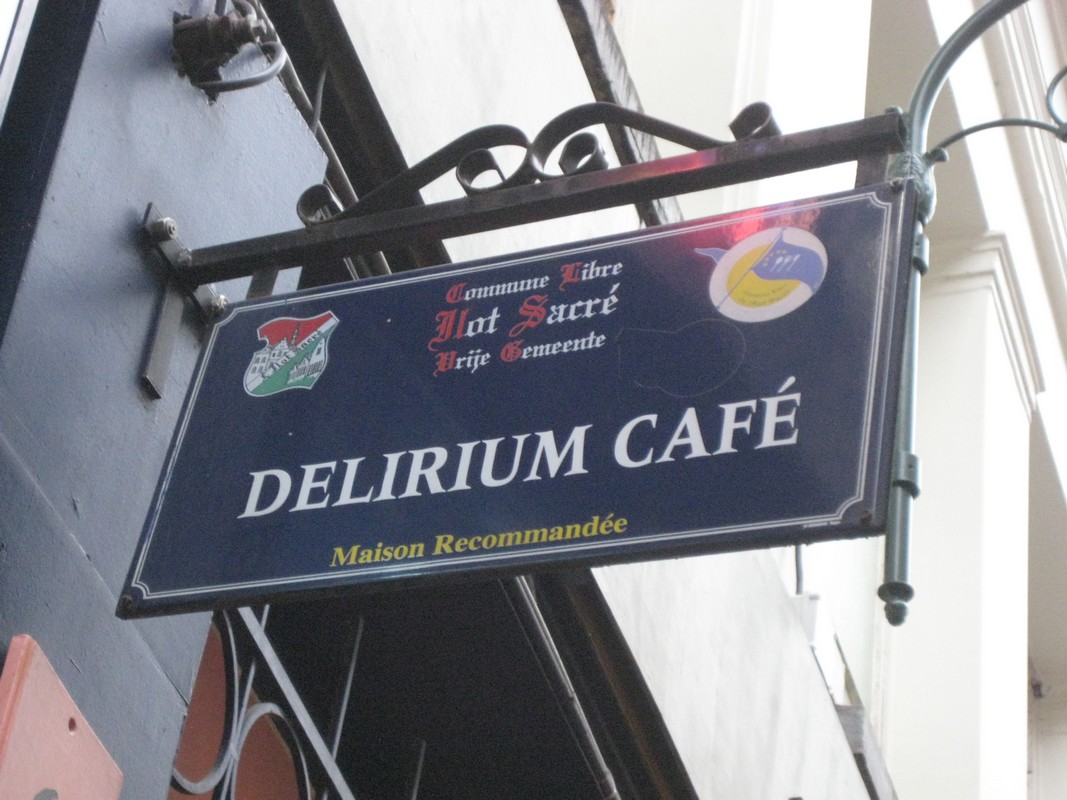 Commune Libre
Ilot Sacré
Vrije Gemeente
DELIRIUM CAFÉ
Maison Recommandée